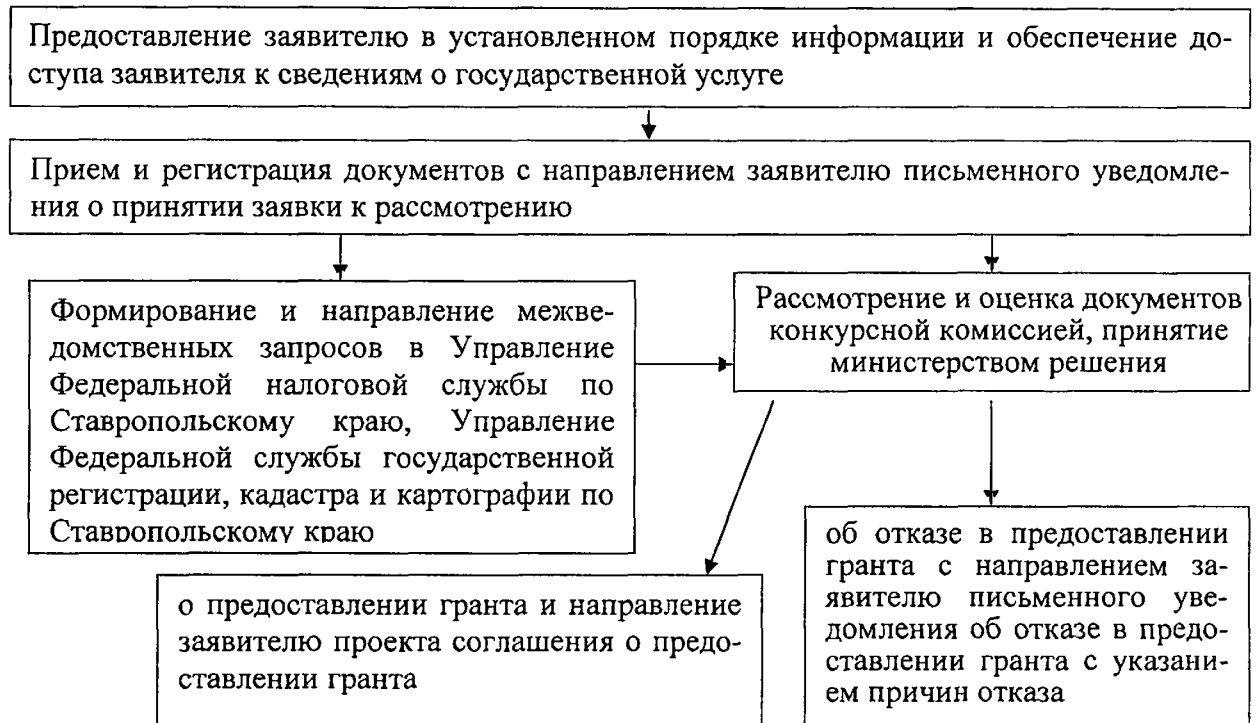 Предоставление заявителю в установленном порядке информации и обеспечение до-
ступа заявителя к сведениям о государственной услуге
Прием и регистрация документов с направлением заявителю письменного уведомле-
ния о принятии заявки к рассмотрению
Формирование и направление межве-
домственных запросов в Управление
Федеральной налоговой службы по
Ставропольскому краю, Управление
Федеральной службы государственной
регистрации, кадастра и картографии по
Ставропольскому краю
Рассмотрение и оценка документов
конкурсной комиссией, принятие
министерством решения
о предоставлении гранта и направление
заявителю проекта соглашения о предо-
ставлении гранта
об отказе в предоставлении
гранта с направлением за-
явителю письменного уве-
домления об отказе в предо-
ставлении гранта с указани-
ем причин отказа